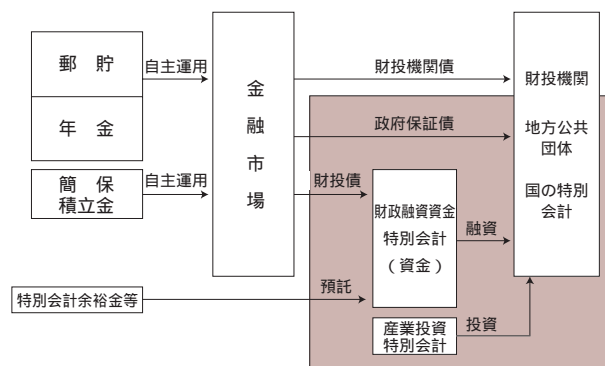 郵 貯
年 金
簡 保
積立金
特別会計余裕金等
自主運用
自主運用
金
融
市
場
財投機関債
政府保証債
財投債
預託
財政融資資金
特別会計
(資金)
産業投資
特別会計
融資
投資
財投機関
地方公共
団体
国の特別
会計